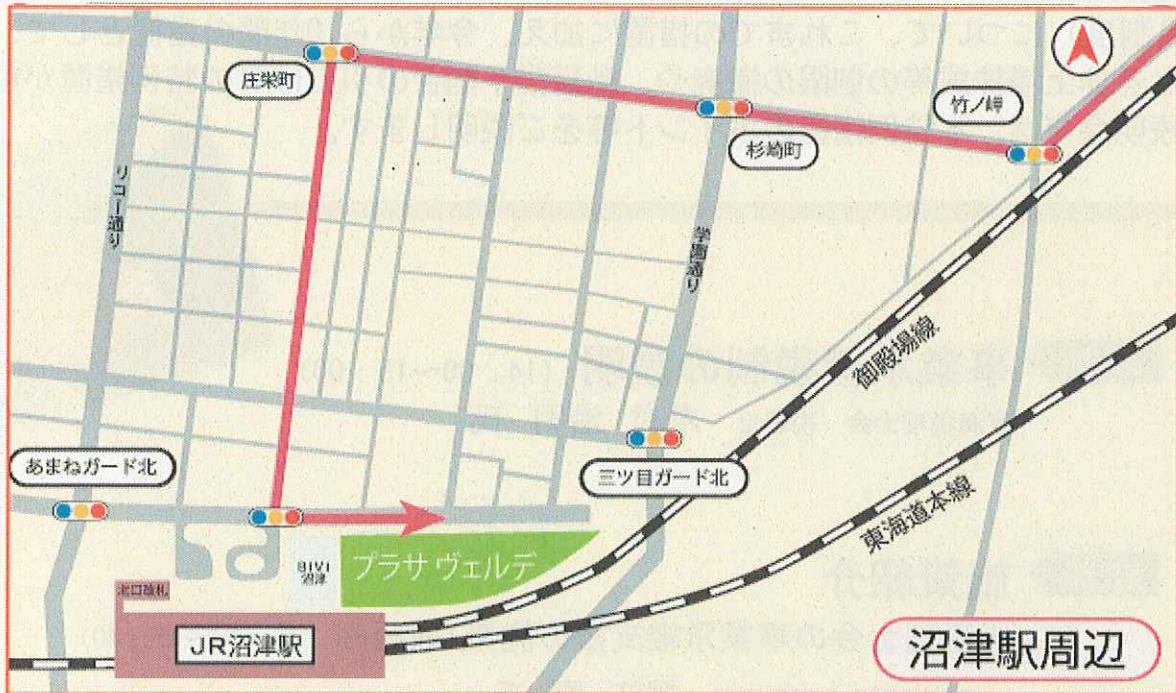 庄栄町
竹ノ岬
杉崎町
リコー通り
学園通り
御殿場線
あまねガード北
三ツ目ガード北
東海道本線
BiVi
沼津
プラサ ヴェルデ
北口改札
JR沼津駅
沼津駅周辺